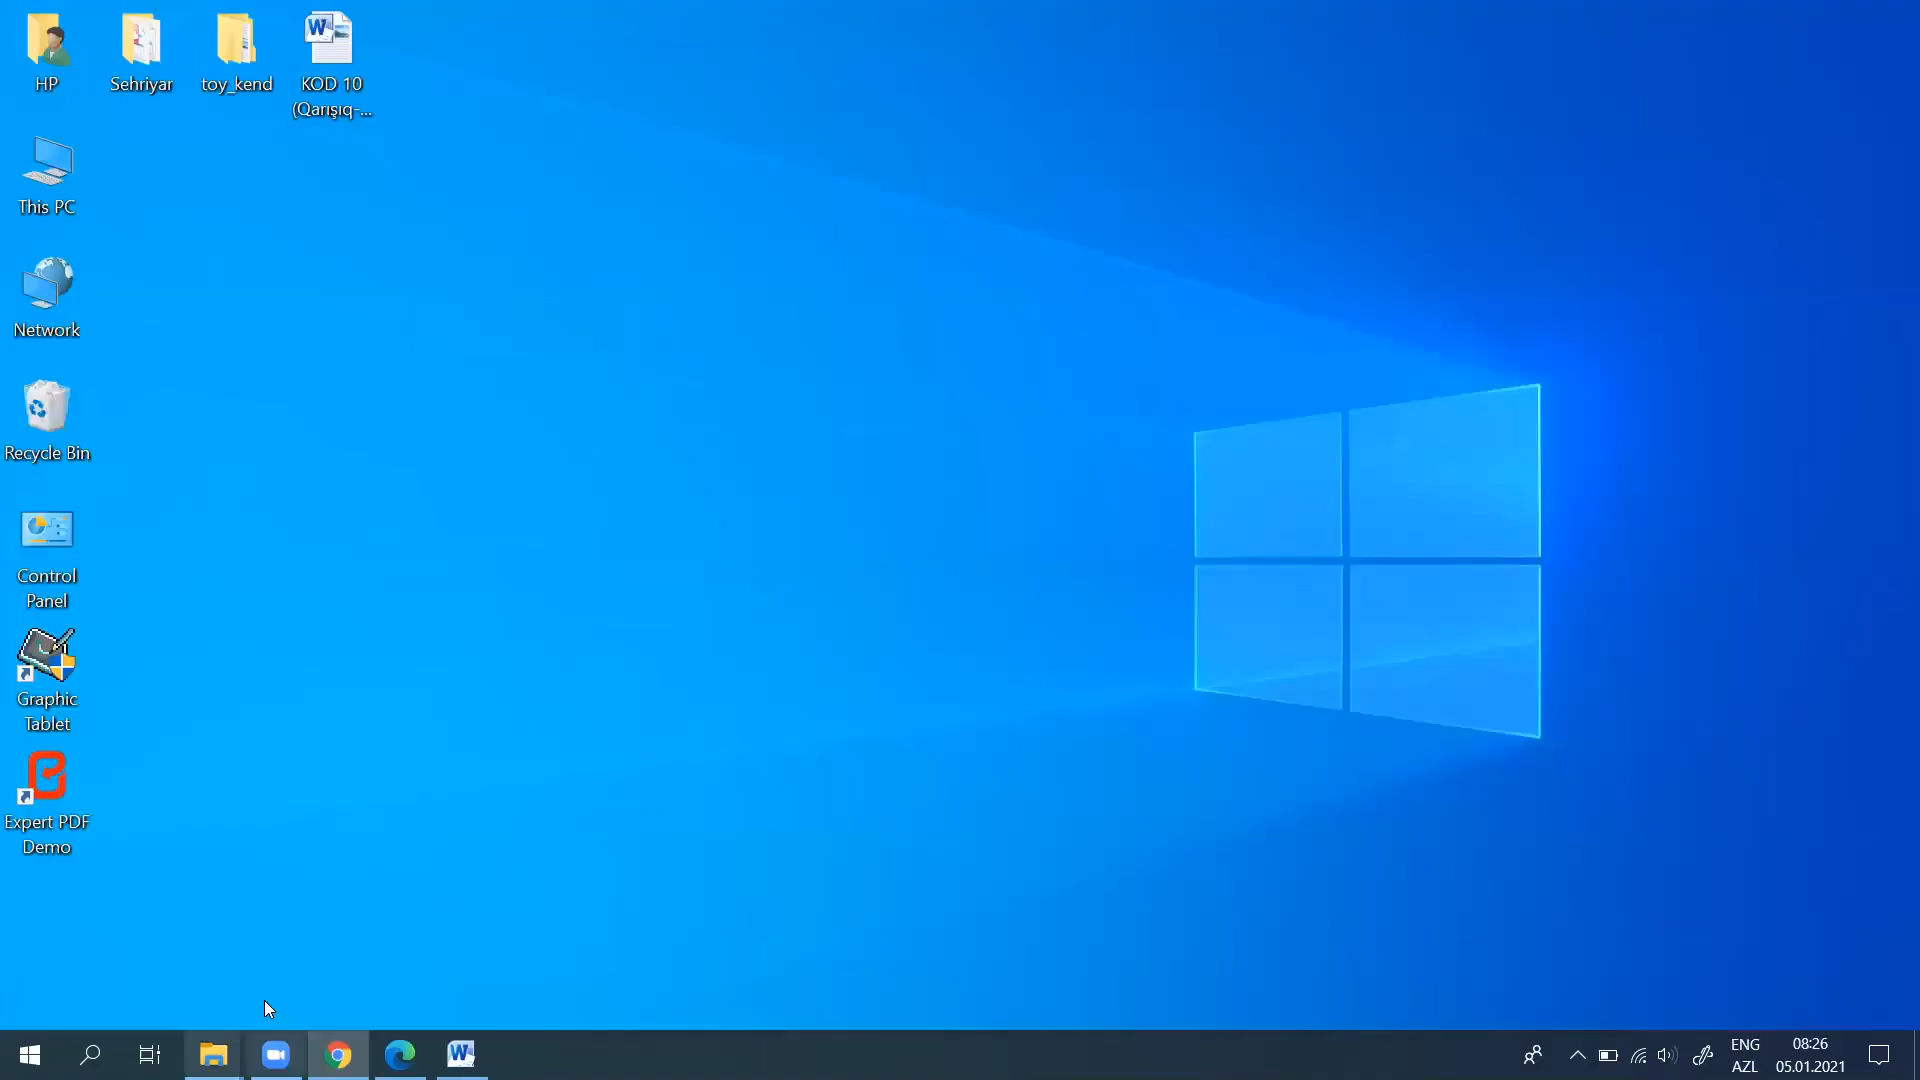 HP
Sehriyar
toy_kend
KOD 10
(Qarışıq-...
This PC
Network
Recycle Bin
Control
Panel
Graphic
Tablet
Expert PDF
Demo
ENG
AZL
08:26
05.01.2021